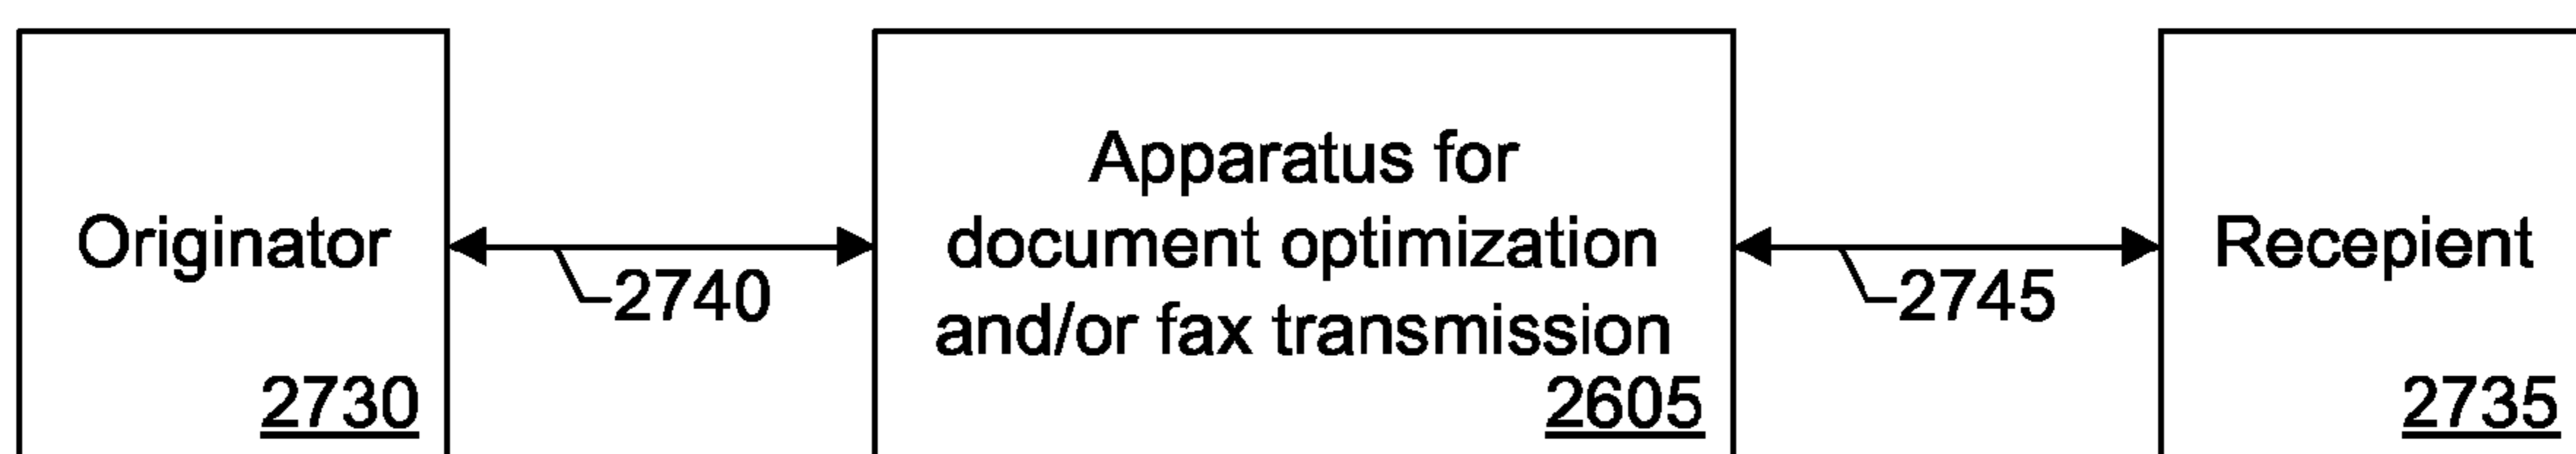 Originator
2730
2740
Apparatus for
document optimization
and/or fax transmission
2605
2745
Recepient
2735